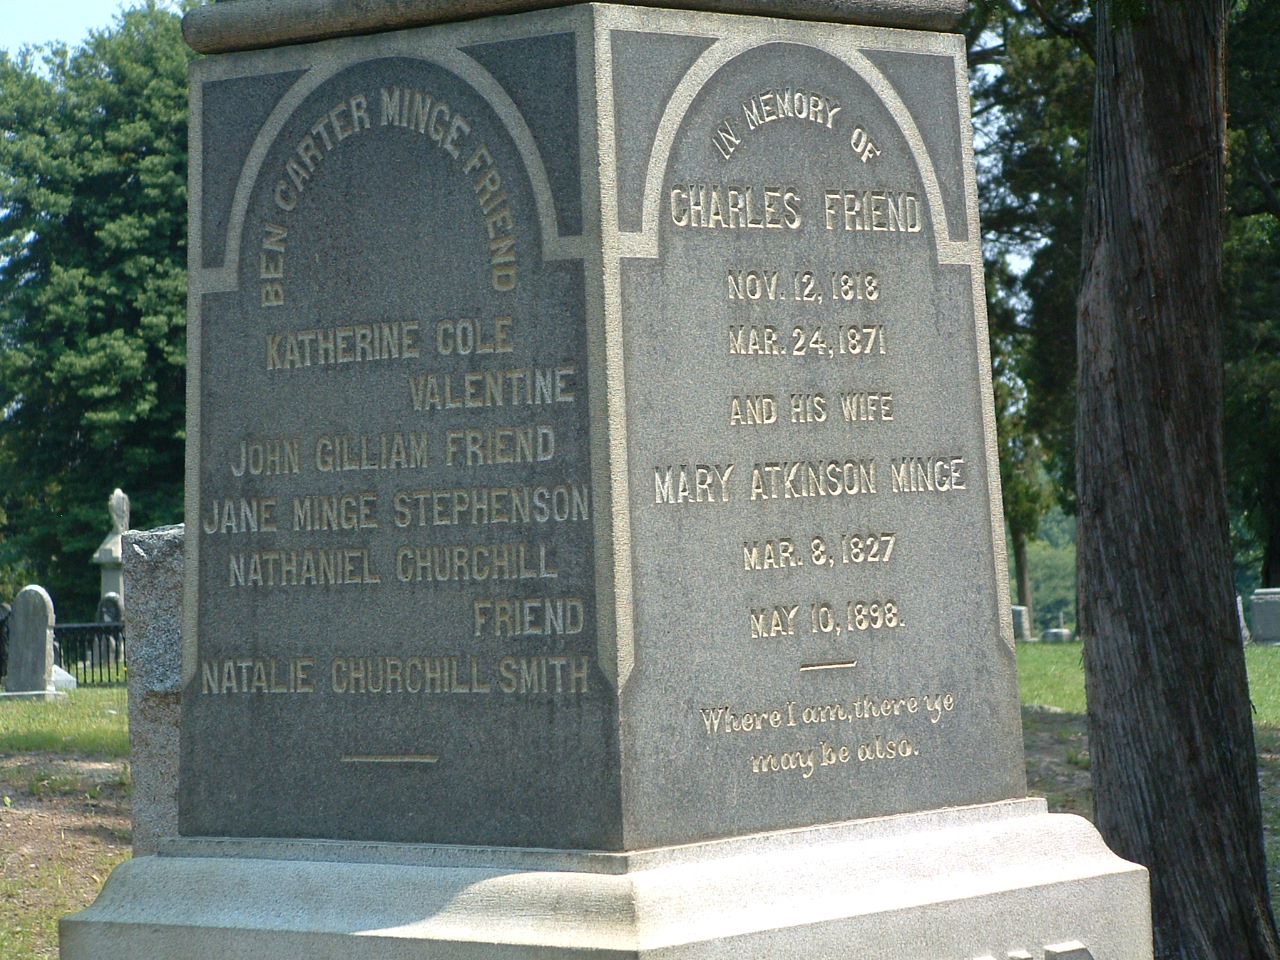 BEN CARTER MINGE FRIEND
KATHERINE COLE
VALENTINE
JOHN GILLIAM FRIEND
JANE MINGE STEPHENSON
NATHANIEL CHURCHILL
FRIEND
NATALIE CHURCHILL SMITH
IN MEMORY OF
CHARLES FRIEND
NOV. 12, 1818
MAR. 24, 1871
AND HIS WIFE
MARY ATKINSON MINGE
MAR. 8, 1827
MAY 10, 1898.
Where I am, there ye
may be also.